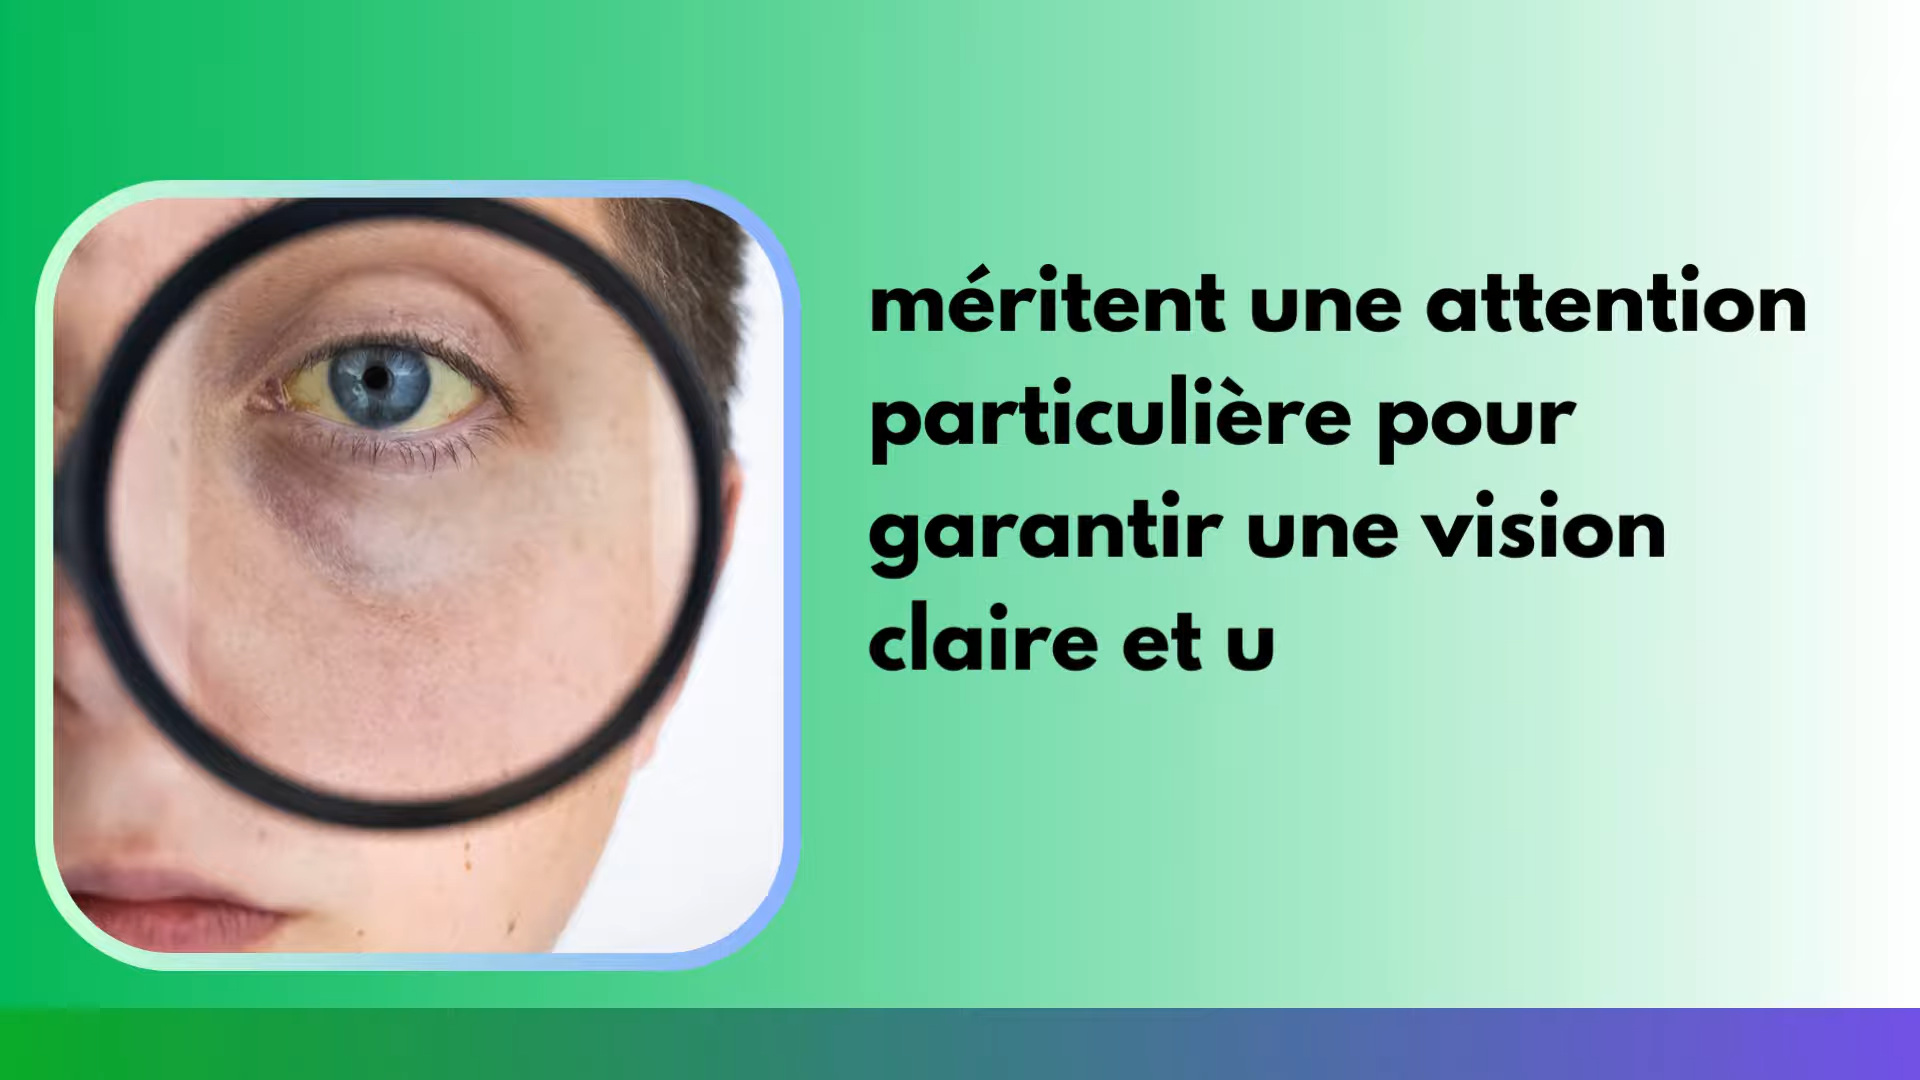 méritent une attention
particulière pour
garantir une vision
claire et u